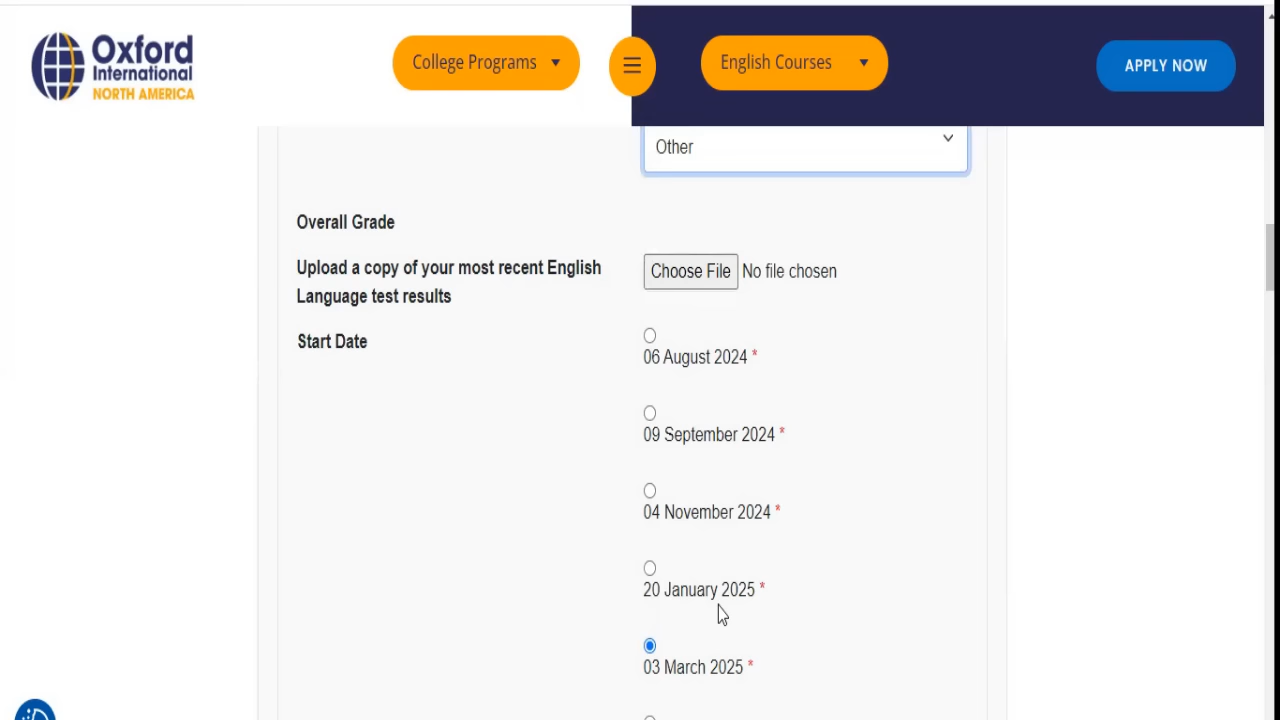 Oxford
International
NORTH AMERICA
College Programs
English Courses
APPLY NOW
Other
Overall Grade
Upload a copy of your most recent English
Language test results
Choose File No file chosen
Start Date
06 August 2024 *
09 September 2024 *
04 November 2024 *
20 January 2025 *
03 March 2025 *